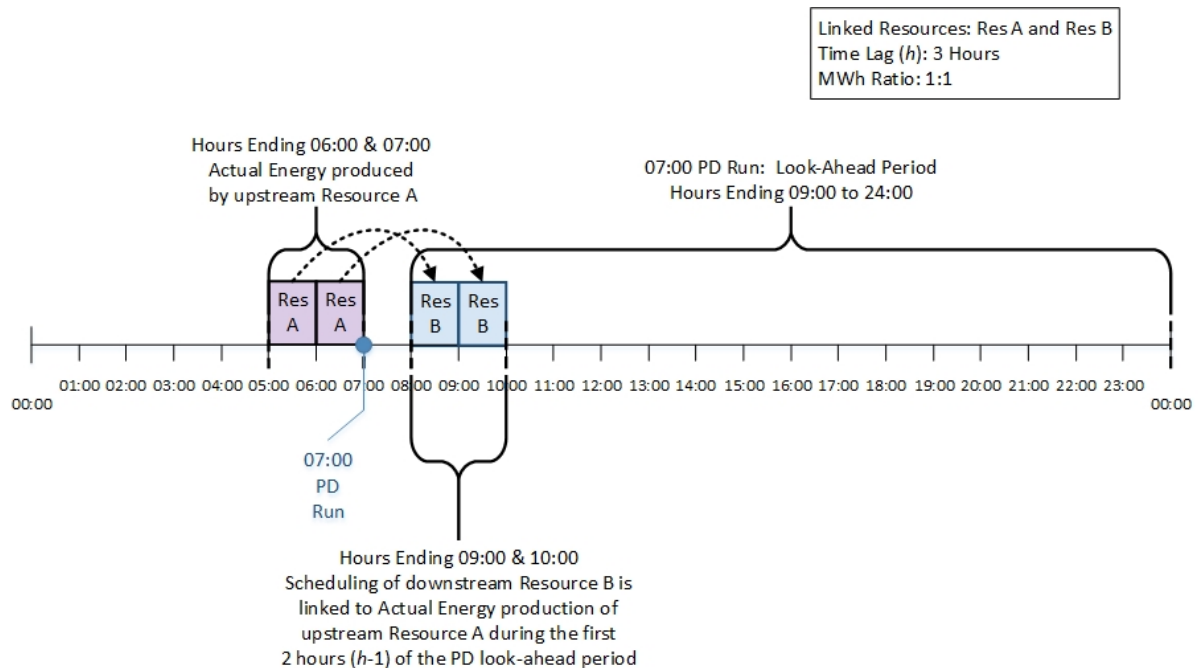 Linked Resources: Res A and Res B
Time Lag (h): 3 Hours
MWh Ratio: 1:1
Hours Ending 06:00 & 07:00
Actual Energy produced
by upstream Resource A
07:00 PD Run: Look-Ahead Period
Hours Ending 09:00 to 24:00
Res A
Res A
Res B
Res B
01:00 02:00 03:00 04:00 05:00 06:00 07:00 08:00 09:00 10:00 11:00 12:00 13:00 14:00 15:00 16:00 17:00 18:00 19:00 20:00 21:00 22:00 23:00
00:00
00:00
07:00
PD
Run
Hours Ending 09:00 & 10:00
Scheduling of downstream Resource B is
linked to Actual Energy production of
upstream Resource A during the first
2 hours (h-1) of the PD look-ahead period